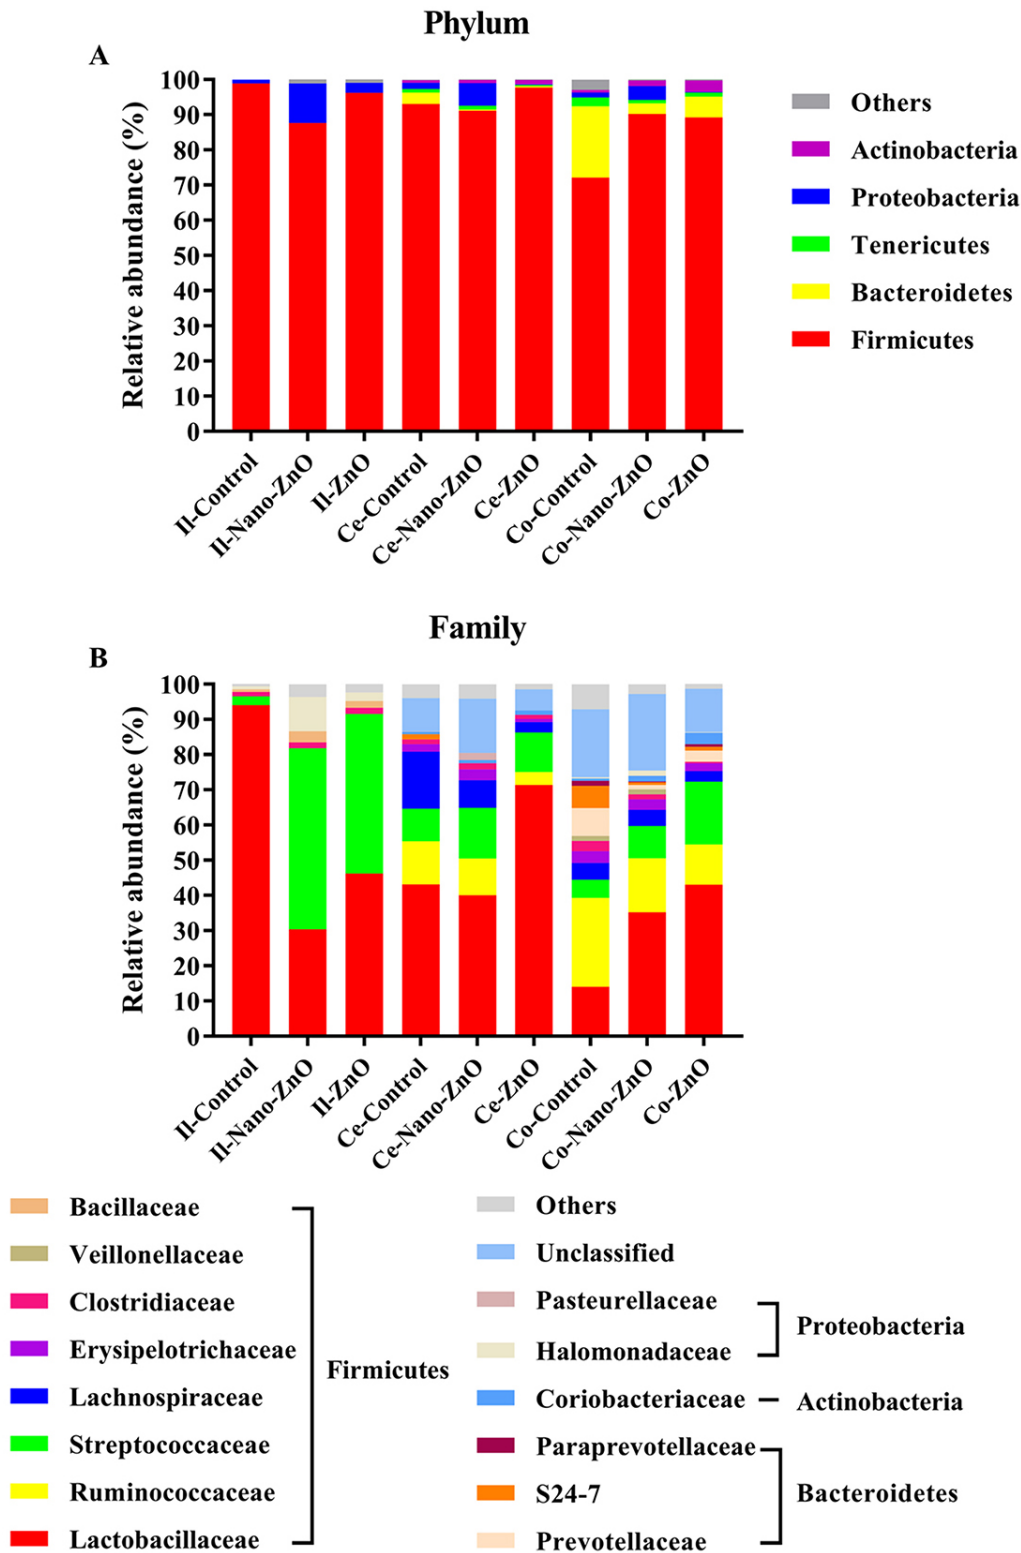 Phylum
A
Relative abundance (%)
100
90
80
70
60
50
40
30
20
10
0
Il-Control
Il-Nano-ZnO
Il-ZnO
Ce-Control
Ce-Nano-ZnO
Ce-ZnO
Co-Control
Co-Nano-ZnO
Co-ZnO
Others
Actinobacteria
Proteobacteria
Tenericutes
Bacteroidetes
Firmicutes
Family
B
Relative abundance (%)
100
90
80
70
60
50
40
30
20
10
0
Il-Control
Il-Nano-ZnO
Il-ZnO
Ce-Control
Ce-Nano-ZnO
Ce-ZnO
Co-Control
Co-Nano-ZnO
Co-ZnO
Bacillaceae
Veillonellaceae
Clostridiaceae
Erysipelotrichaceae
Lachnospiraceae
Streptococcaceae
Ruminococcaceae
Lactobacillaceae
Firmicutes
Others
Unclassified
Pasteurellaceae
Halomonadaceae
Coriobacteriaceae
Paraprevotellaceae
S24-7
Prevotellaceae
Proteobacteria
Actinobacteria
Bacteroidetes